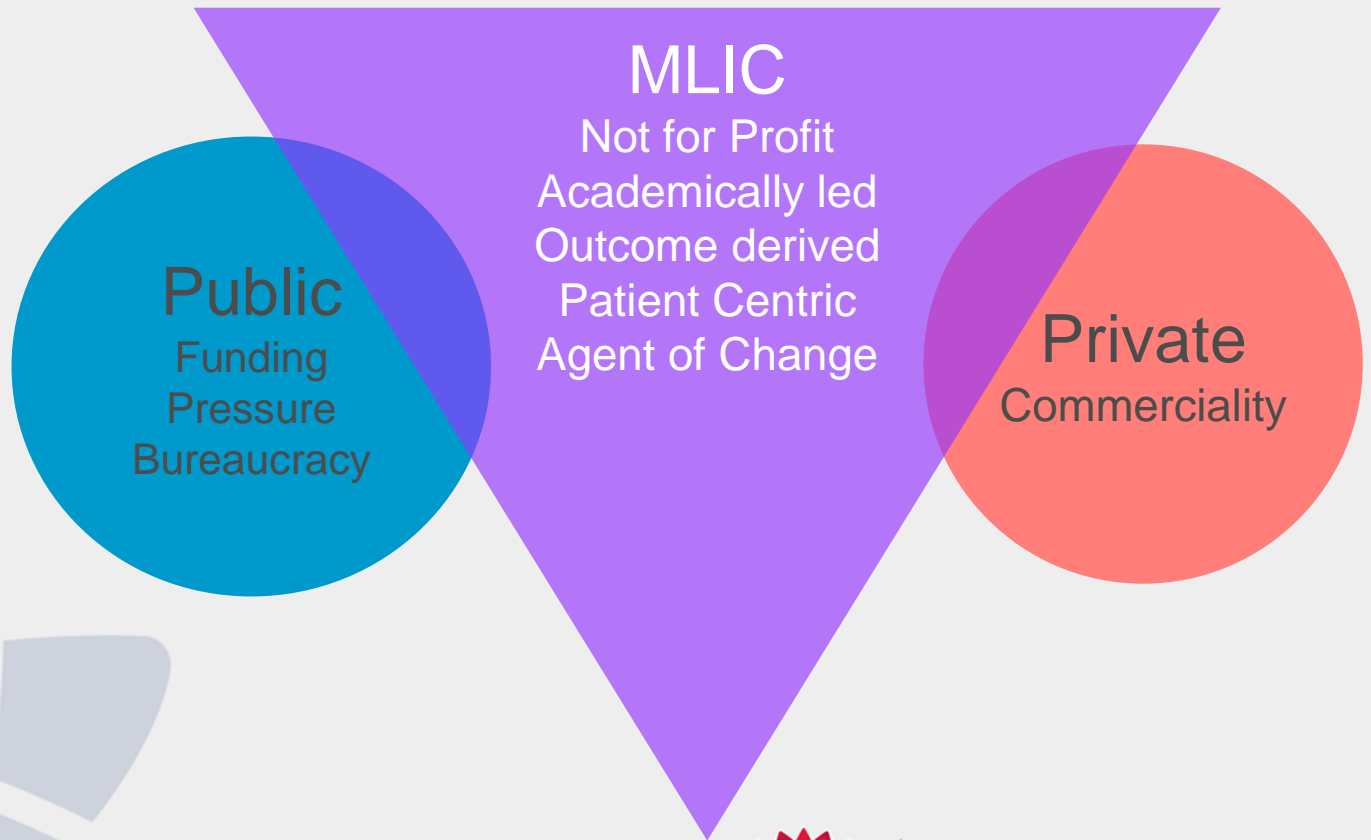 MLIC
Not for Profit
Academically led
Outcome derived
Patient Centric
Agent of Change
Public
Funding
Pressure
Bureaucracy
Private
Commerciality